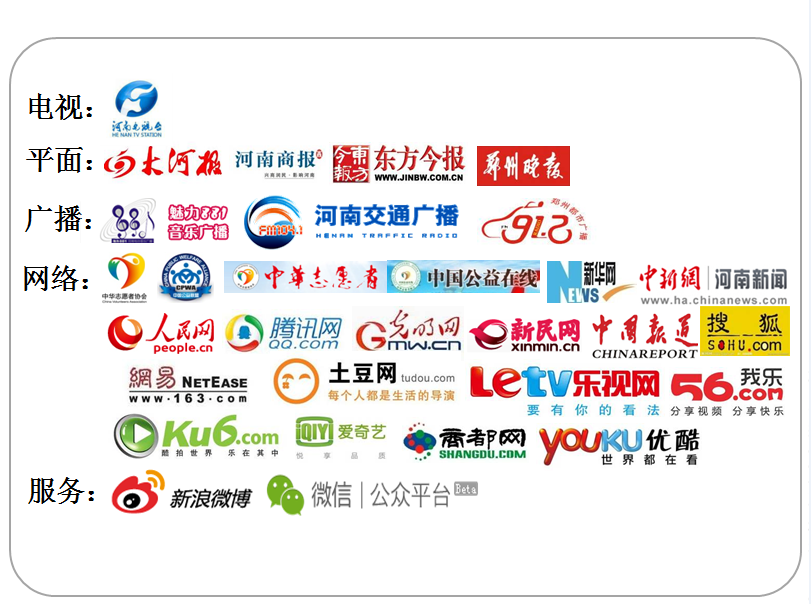 电视：
河南电视台
HE NAN TV STATION
平面：
大河报 河南商报 今报 东方 东方今报 郑州晚报
兴商润民·影响河南 WWW.JINBW.COM.CN
广播：
881 魅力881 音乐广播 FM104.1 河南交通广播 HENAN TRAFFIC RADIO 91.2 郑州都市广播
网络：
中华志愿者协会 CPWA 中华志愿者 中国公益在线 NEWS 新华网 中新網 河南新闻
www.ha.chinanews.com
人民网 people.cn 腾讯网 QQ.com 光明网 GMW.CN 新民网 xinmin.cn 中国报道 CHINAREPORT 搜狐 SOHU.com
網易 NETEASE www.163.com 土豆网 tudou.com 每个人都是生活的导演 Letv乐视网 要有你的看法 56.com 我乐 分享视频 分享快乐
Ku6.com 酷拍世界 乐在其中 QIYI 爱奇艺 悦享品质 商都网 SHANGDU.COM YOUKU优酷 世界都在看
服务：
新浪微博 微信 | 公众平台 Beta